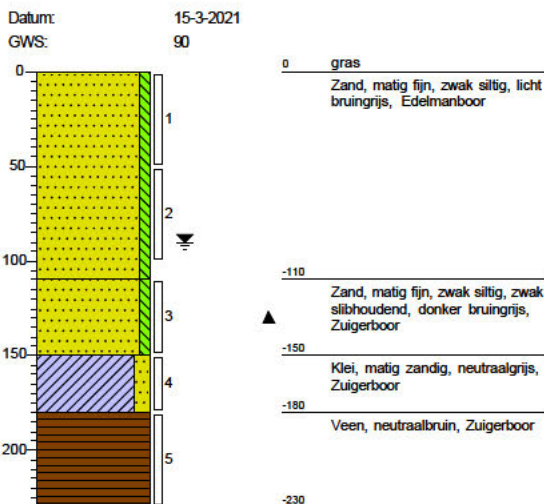 Datum: 15-3-2021
GWS: 90
0 gras
0
Zand, matig fijn, zwak siltig, licht
bruingrijs, Edelmanboor
1
50
2
100
-110
Zand, matig fijn, zwak siltig, zwak
slibhoudend, donker bruingrijs,
Zuigerboor
3
150
-150
Klei, matig zandig, neutraalgrijs,
Zuigerboor
4
-180
Veen, neutraalbruin, Zuigerboor
200
5
-230